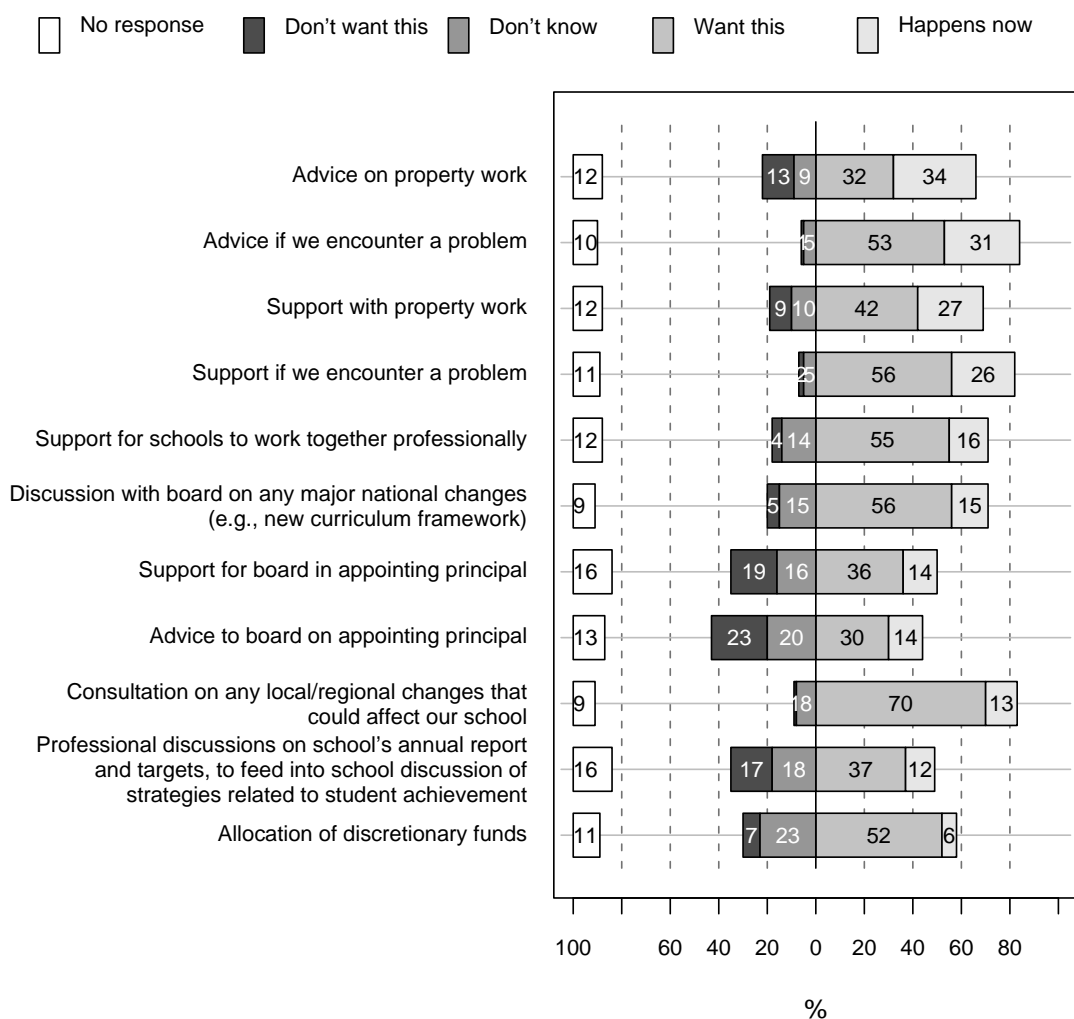 No response Don't want this Don't know Want this Happens now
Advice on property work 12 13 9 32 34
Advice if we encounter a problem 10 1 5 53 31
Support with property work 12 9 10 42 27
Support if we encounter a problem 11 2 5 56 26
Support for schools to work together professionally 12 4 14 55 16
Discussion with board on any major national changes
(e.g., new curriculum framework) 9 5 15 56 15
Support for board in appointing principal 16 19 16 36 14
Advice to board on appointing principal 13 23 20 30 14
Consultation on any local/regional changes that
could affect our school 9 1 8 70 13
Professional discussions on school's annual report
and targets, to feed into school discussion of 16 17 18 37 12
strategies related to student achievement
Allocation of discretionary funds 11 7 23 52 6
100 60 40 20 0 20 40 60 80
%